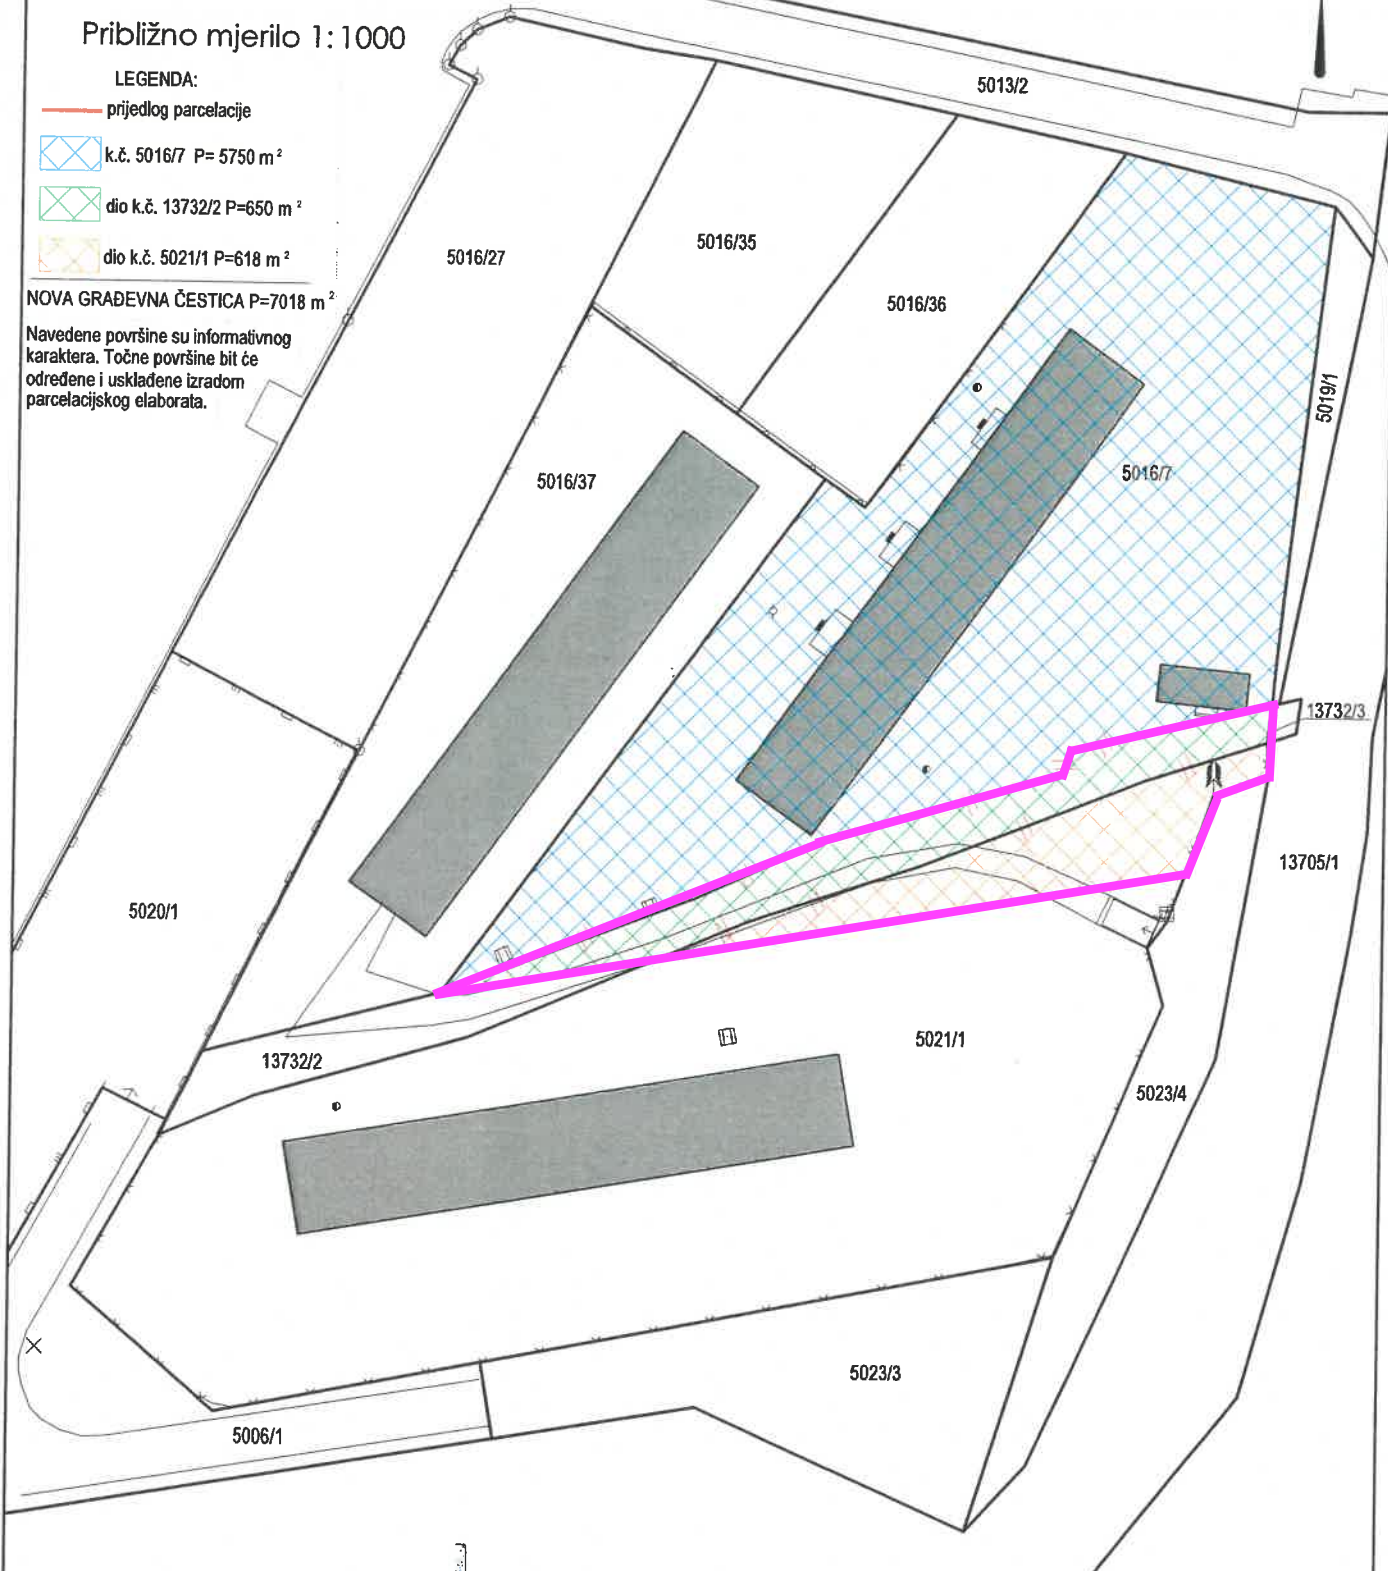 Približno mjerilo 1:1000
LEGENDA:
prijedlog parcelacije
k.č. 5016/7 P= 5750 m²
dio k.č. 13732/2 P=650 m²
dio k.č. 5021/1 P=618 m²
NOVA GRAĐEVNA ČESTICA P=7018 m²
Navedene površine su informativnog
karaktera. Točne površine bit će
određene i usklađene izradom
parcelacijskog elaborata.
5013/2
5016/27
5016/35
5016/36
5019/1
5016/37
5016/7
13732/3
13705/1
5020/1
5021/1
13732/2
5023/4
5023/3
5006/1